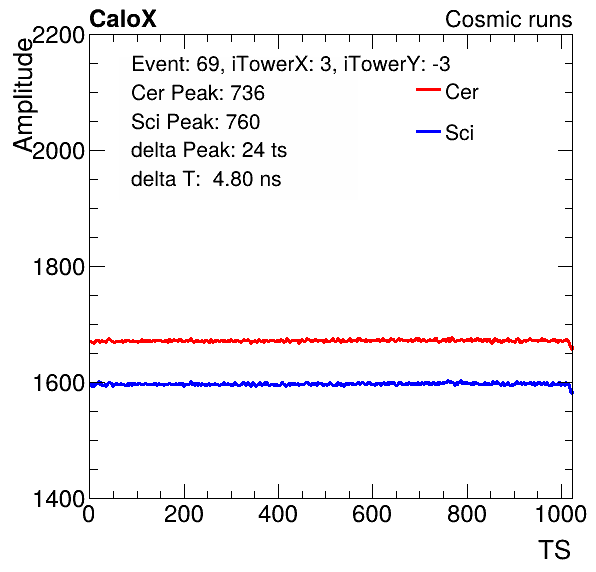 CaloX Cosmic runs
Amplitude
2200
2000
1800
1600
1400
Event: 69, iTowerX: 3, iTowerY: -3
Cer Peak: 736
Sci Peak: 760
delta Peak: 24 ts
delta T:  4.80 ns
Cer
Sci
0 200 400 600 800 1000
TS